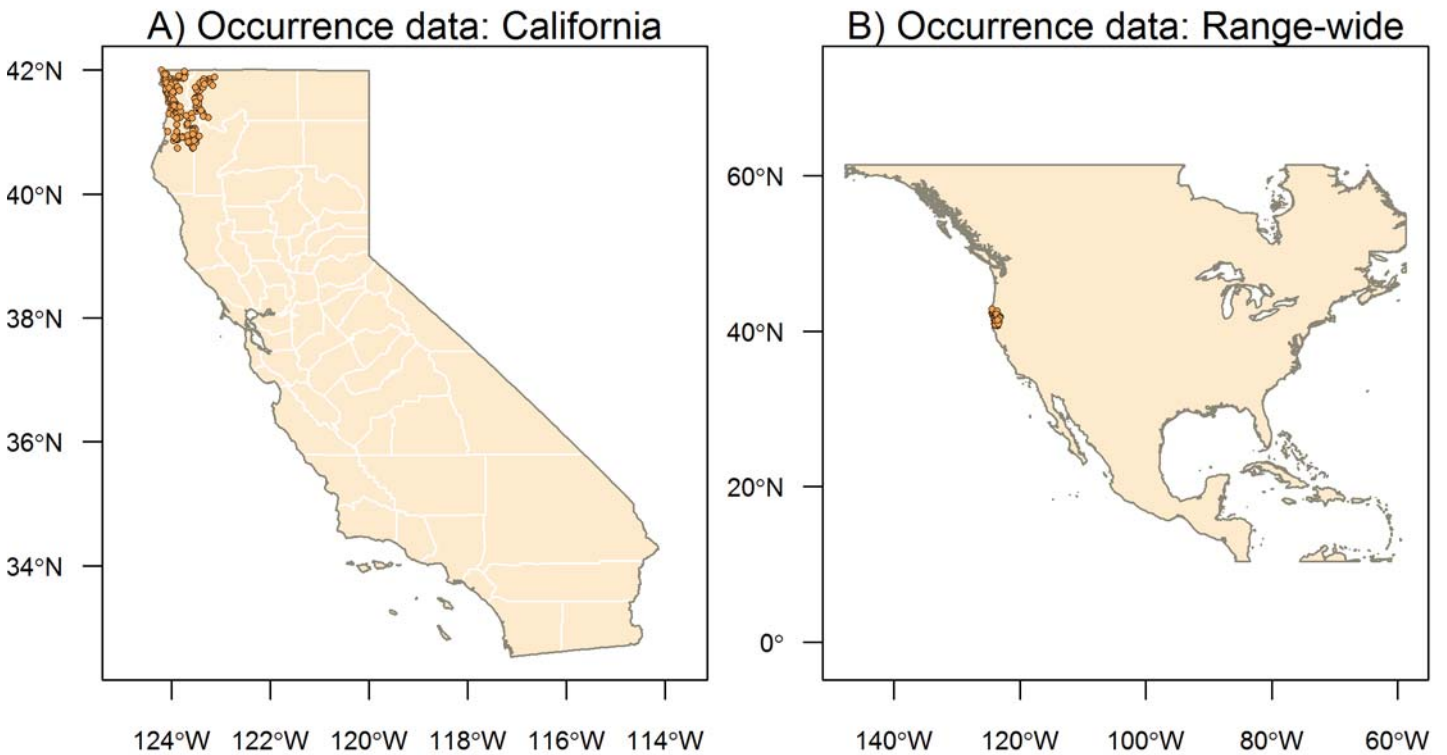 A) Occurrence data: California
42°N
40°N
38°N
36°N
34°N
124°W 122°W 120°W 118°W 116°W 114°W
B) Occurrence data: Range-wide
60°N
40°N
20°N
0°
140°W 120°W 100°W 80°W 60°W